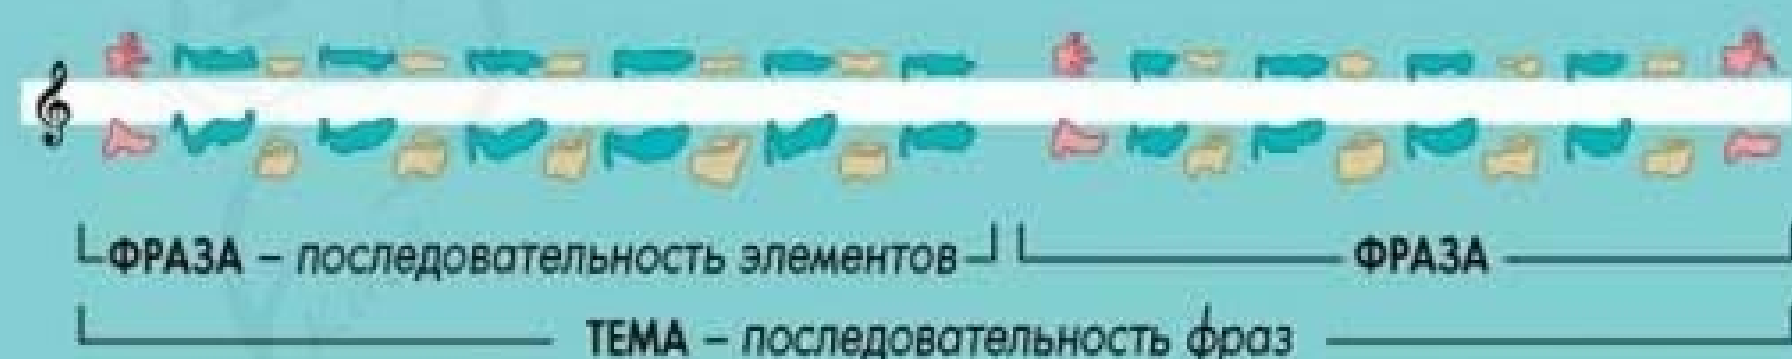 ФРАЗА – последовательность элементов ФРАЗА
ТЕМА – последовательность фраз